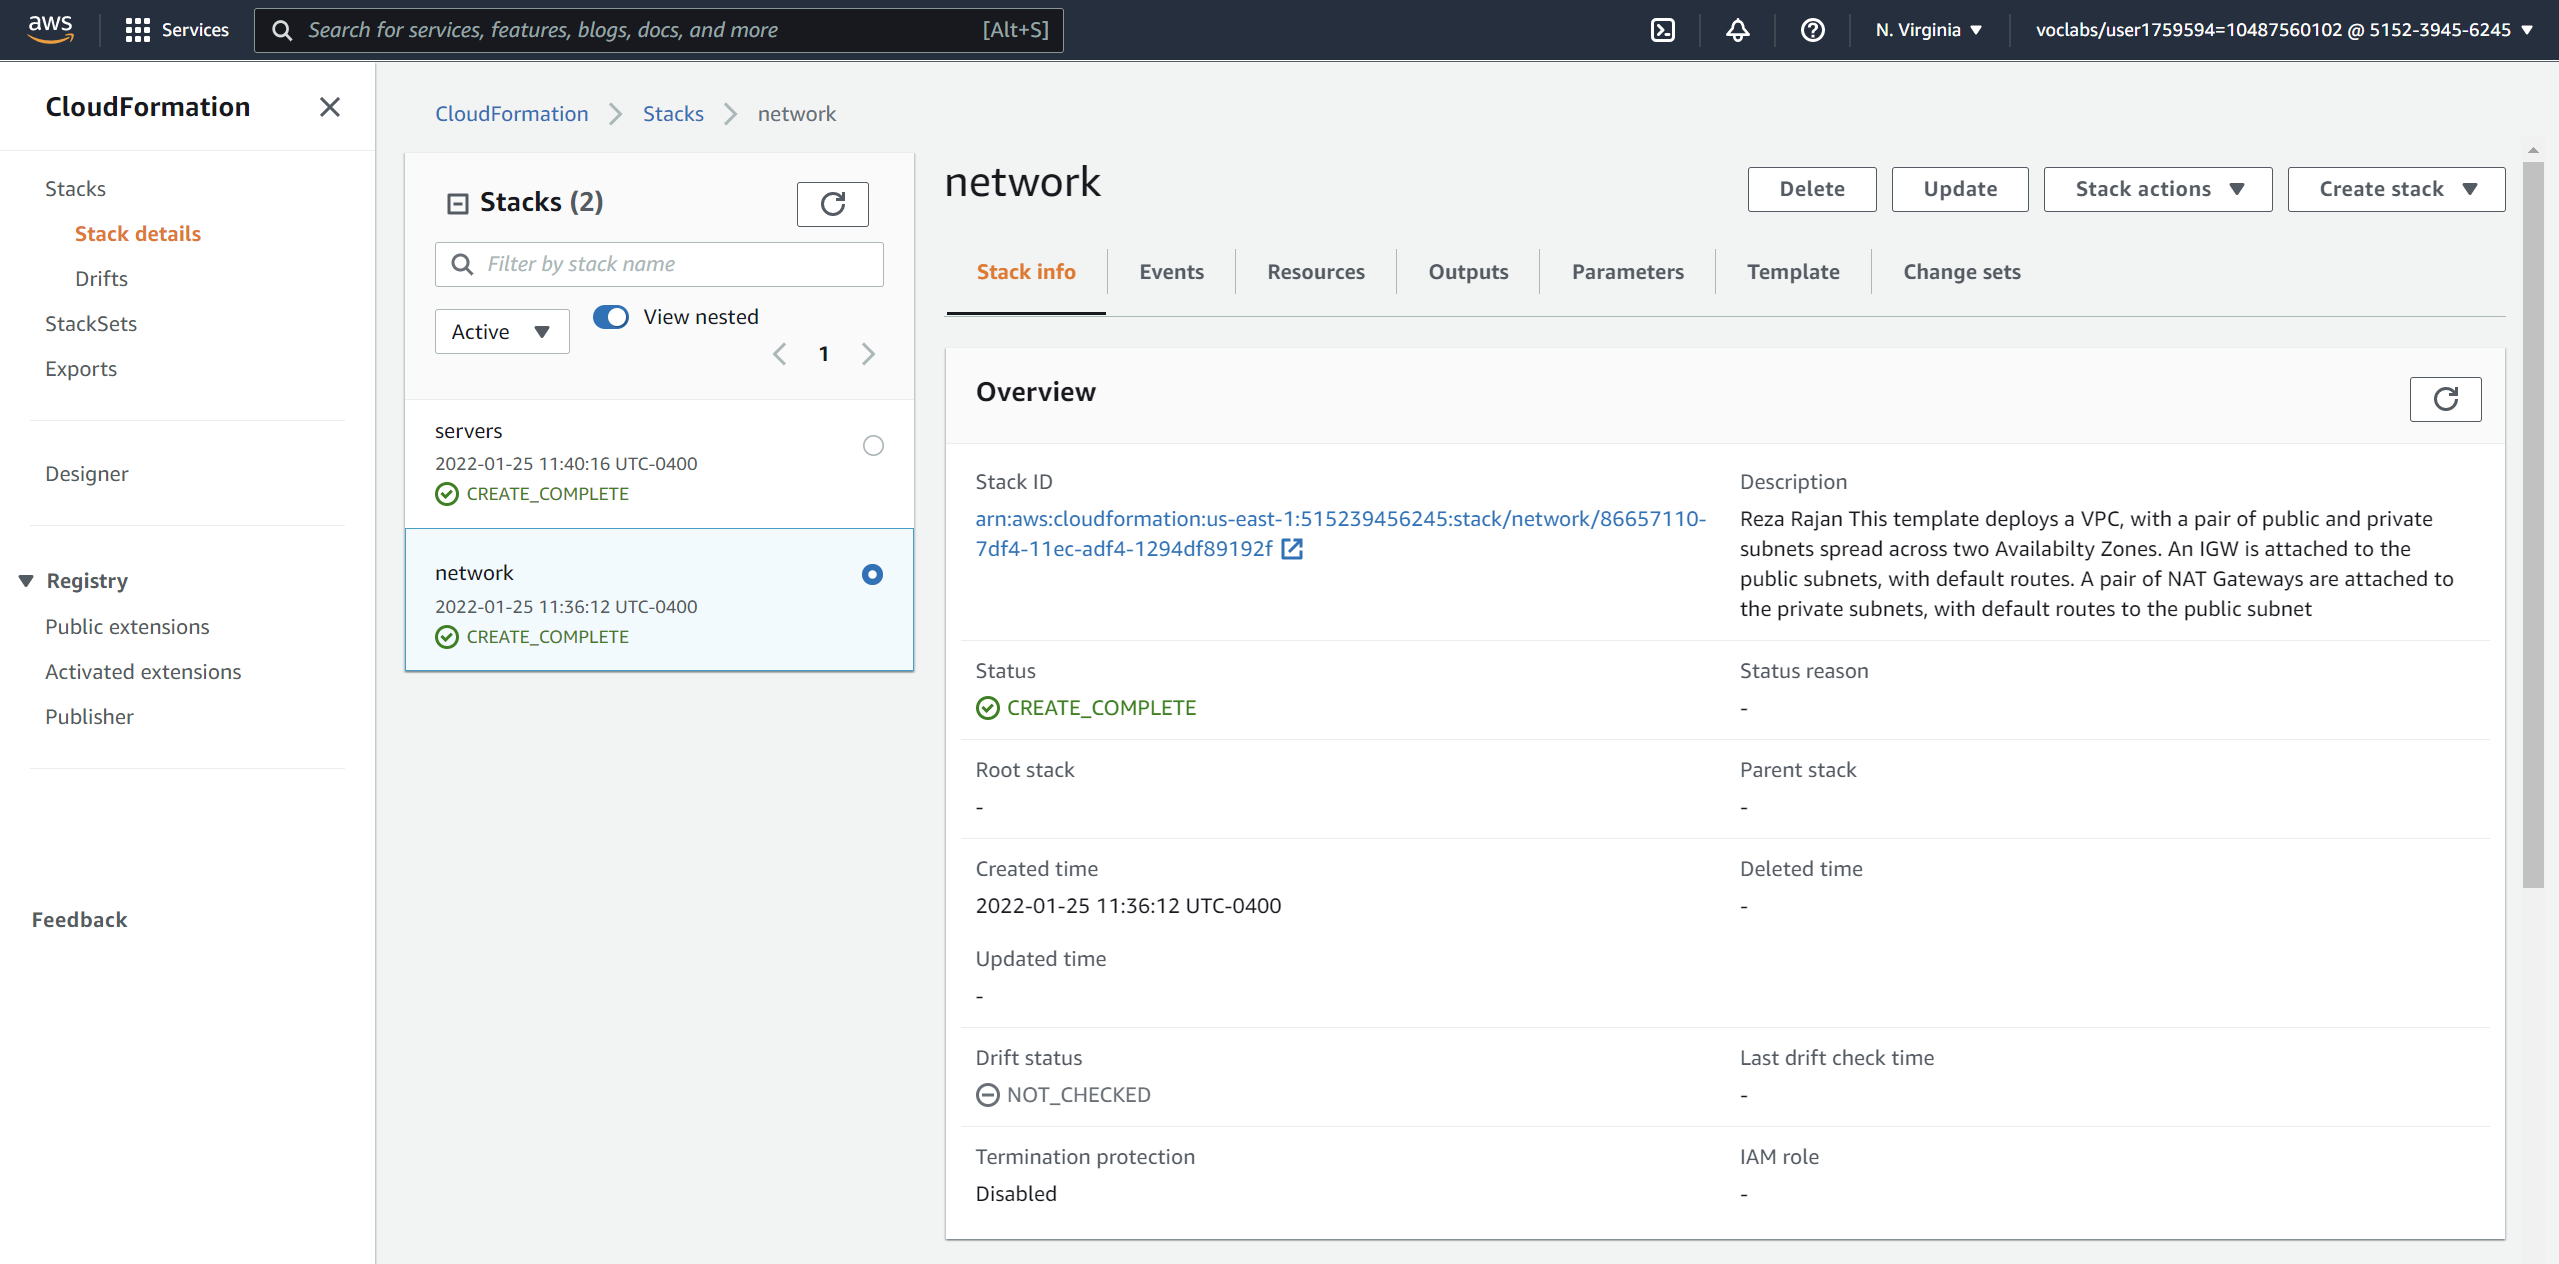 aws
Services
Search for services, features, blogs, docs, and more
[Alt+S]
N. Virginia
voclabs/user1759594=10487560102 @ 5152-3945-6245
CloudFormation
Stacks
Stack details
Drifts
StackSets
Exports
Designer
Registry
Public extensions
Activated extensions
Publisher
Feedback
CloudFormation
Stacks
network
Stacks (2)
Filter by stack name
Active
View nested
1
servers
2022-01-25 11:40:16 UTC-0400
CREATE_COMPLETE
network
2022-01-25 11:36:12 UTC-0400
CREATE_COMPLETE
network
Delete
Update
Stack actions
Create stack
Stack info
Events
Resources
Outputs
Parameters
Template
Change sets
Overview
Stack ID
arn:aws:cloudformation:us-east-1:515239456245:stack/network/86657110-
7df4-11ec-adf4-1294df89192f
Description
Reza Rajan This template deploys a VPC, with a pair of public and private
subnets spread across two Availabilty Zones. An IGW is attached to the
public subnets, with default routes. A pair of NAT Gateways are attached to
the private subnets, with default routes to the public subnet
Status
CREATE_COMPLETE
Status reason
-
Root stack
-
Parent stack
-
Created time
2022-01-25 11:36:12 UTC-0400
Deleted time
-
Updated time
-
Drift status
NOT_CHECKED
Last drift check time
-
Termination protection
Disabled
IAM role
-